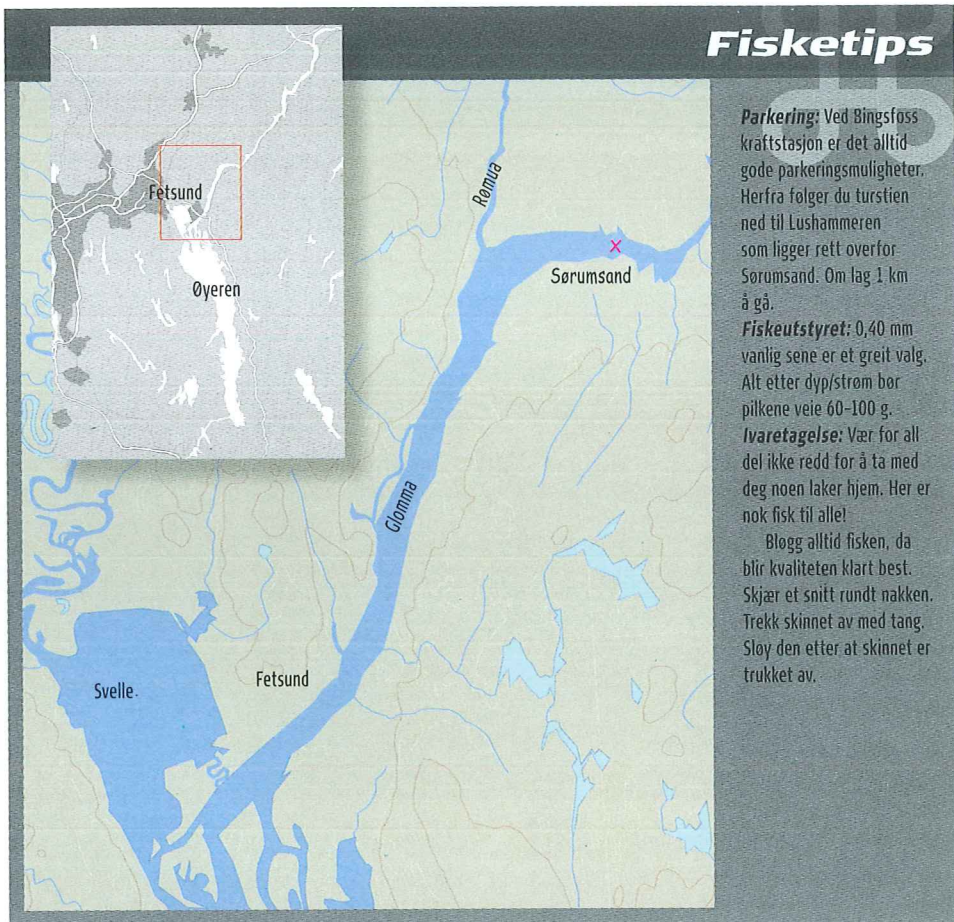 Fisketips
Fetsund
Øyeren
Rømua
Sørumsand
Glomma
Fetsund
Svelle.
Parkering: Ved Bingsfoss
kraftstasjon er det alltid
gode parkeringsmuligheter.
Herfra følger du turstien
ned til Lushammeren
som ligger rett overfor
Sørumsand. Om lag 1 km
å gå.
Fiskeutstyret: 0,40 mm
vanlig sene er et greit valg.
Alt etter dyp/strøm bør
pilkene veie 60-100 g.
Ivaretagelse: Vær for all
del ikke redd for å ta med
deg noen laker hjem. Her er
nok fisk til alle!
Bløgg alltid fisken, da
blir kvaliteten klart best.
Skjær et snitt rundt nakken.
Trekk skinnet av med tang.
Sløy den etter at skinnet er
trukket av.